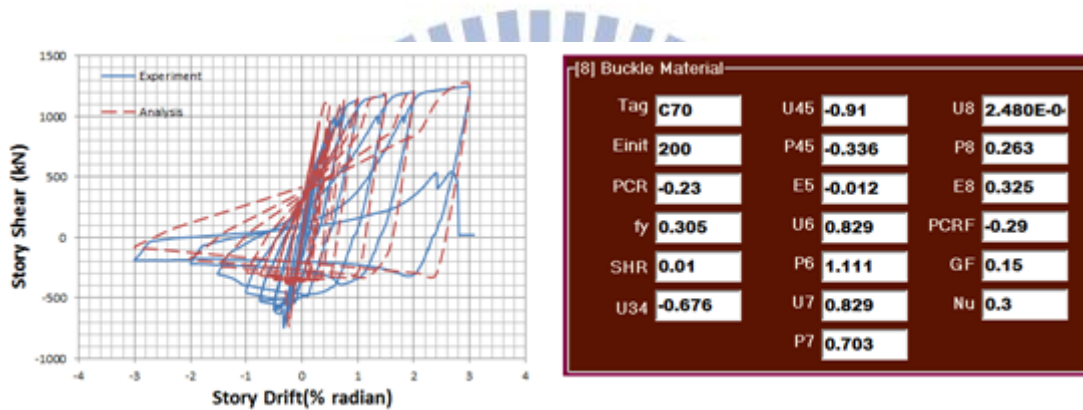 1500
1000
500
0
-500
-1000
-4 -3 -2 -1 0 1 2 3 4
Story Shear (kN)
Story Drift(% radian)
Experiment
Analysis
[8] Buckle Material
Tag C70 U45 -0.91 U8 2.480E-0
Einit 200 P45 -0.336 P8 0.263
PCR -0.23 E5 -0.012 E8 0.325
fy 0.305 U6 0.829 PCRF -0.29
SHR 0.01 P6 1.111 GF 0.15
U34 -0.676 U7 0.829 Nu 0.3
P7 0.703